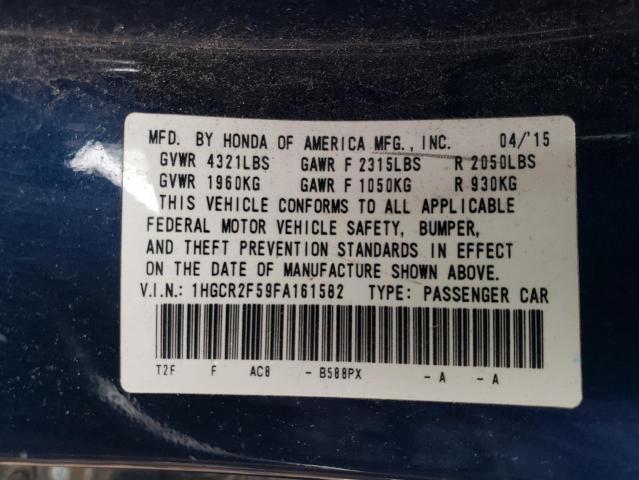 MFD. BY HONDA OF AMERICA MFG., INC. 04/'15
GVWR 4321LBS GAWR F 2315LBS R 2050LBS
GVWR 1960KG GAWR F 1050KG R 930KG
THIS VEHICLE CONFORMS TO ALL APPLICABLE
FEDERAL MOTOR VEHICLE SAFETY, BUMPER,
AND THEFT PREVENTION STANDARDS IN EFFECT
ON THE DATE OF MANUFACTURE SHOWN ABOVE.
V.I.N.: 1HGCR2F59FA161582 TYPE: PASSENGER CAR
T2F F AC8 - B588PX - A - A